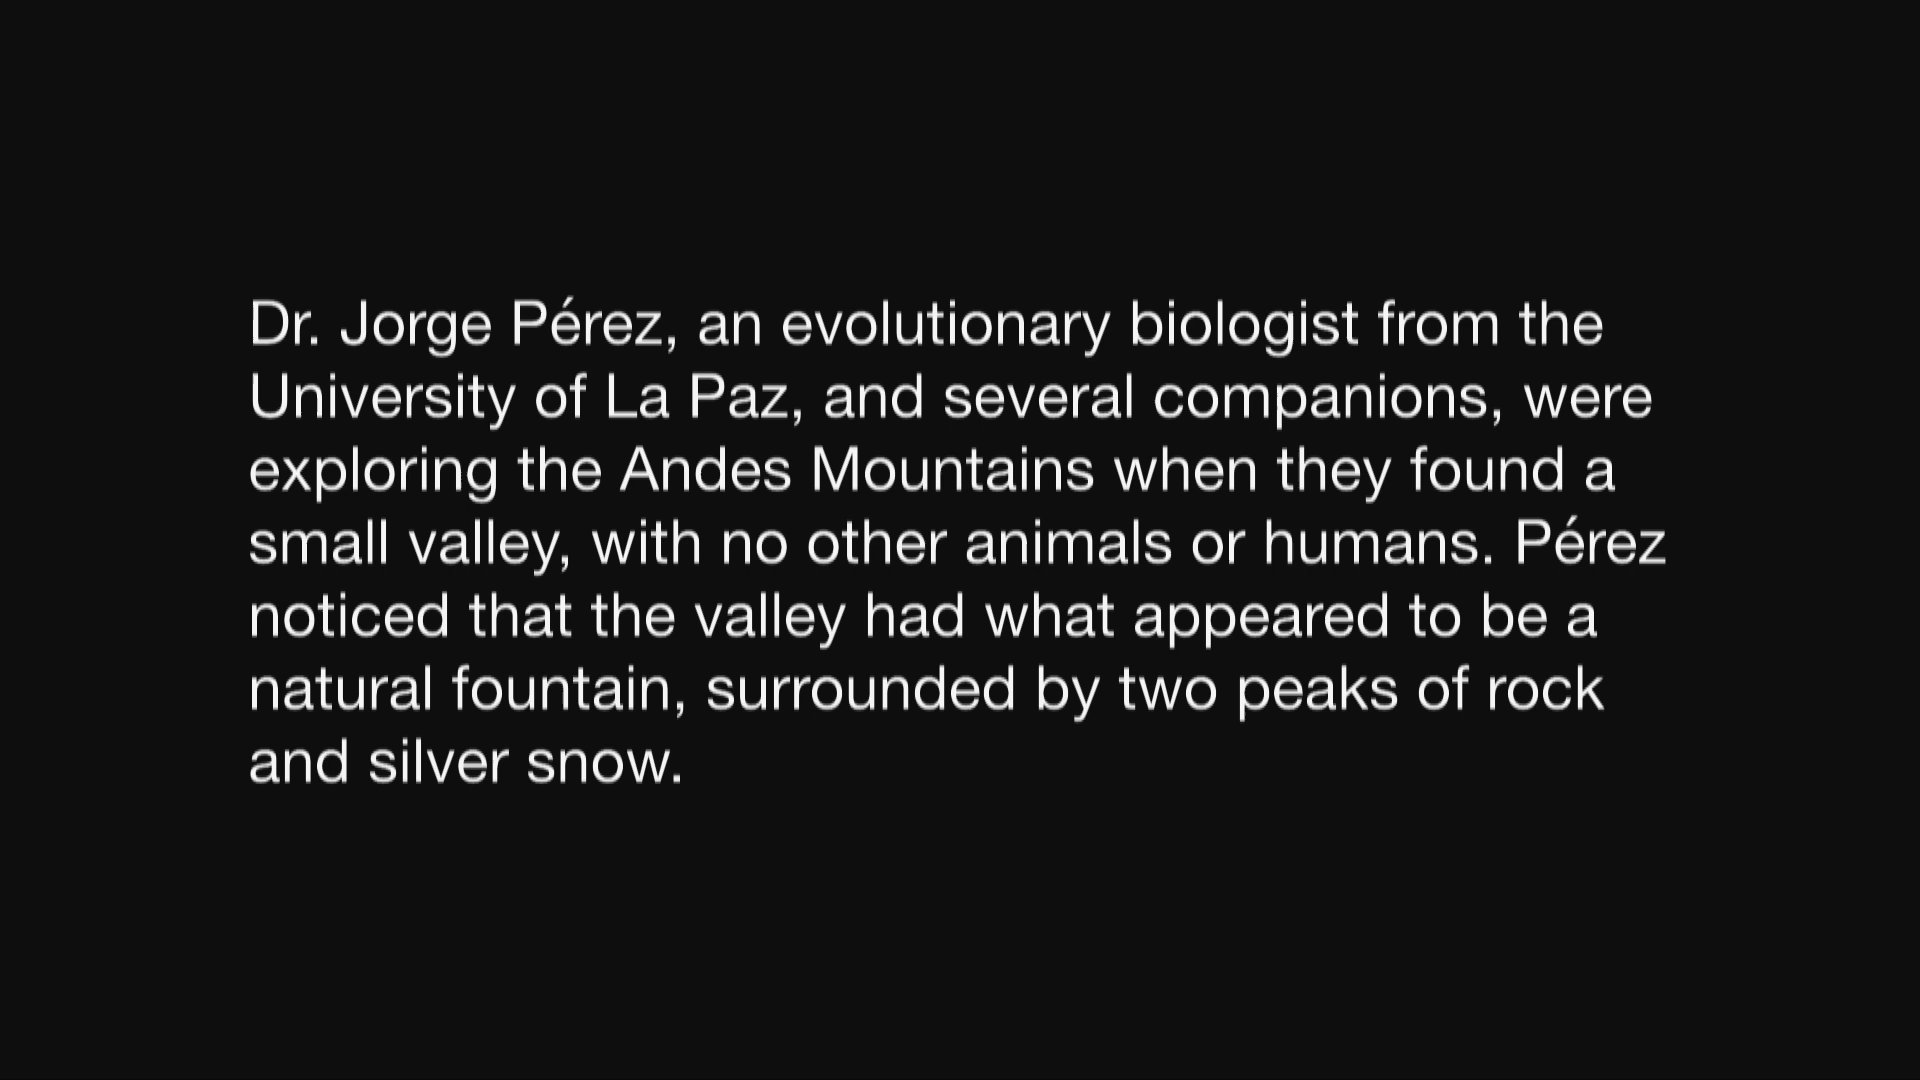 Dr. Jorge Pérez, an evolutionary biologist from the
University of La Paz, and several companions, were
exploring the Andes Mountains when they found a
small valley, with no other animals or humans. Pérez
noticed that the valley had what appeared to be a
natural fountain, surrounded by two peaks of rock
and silver snow.